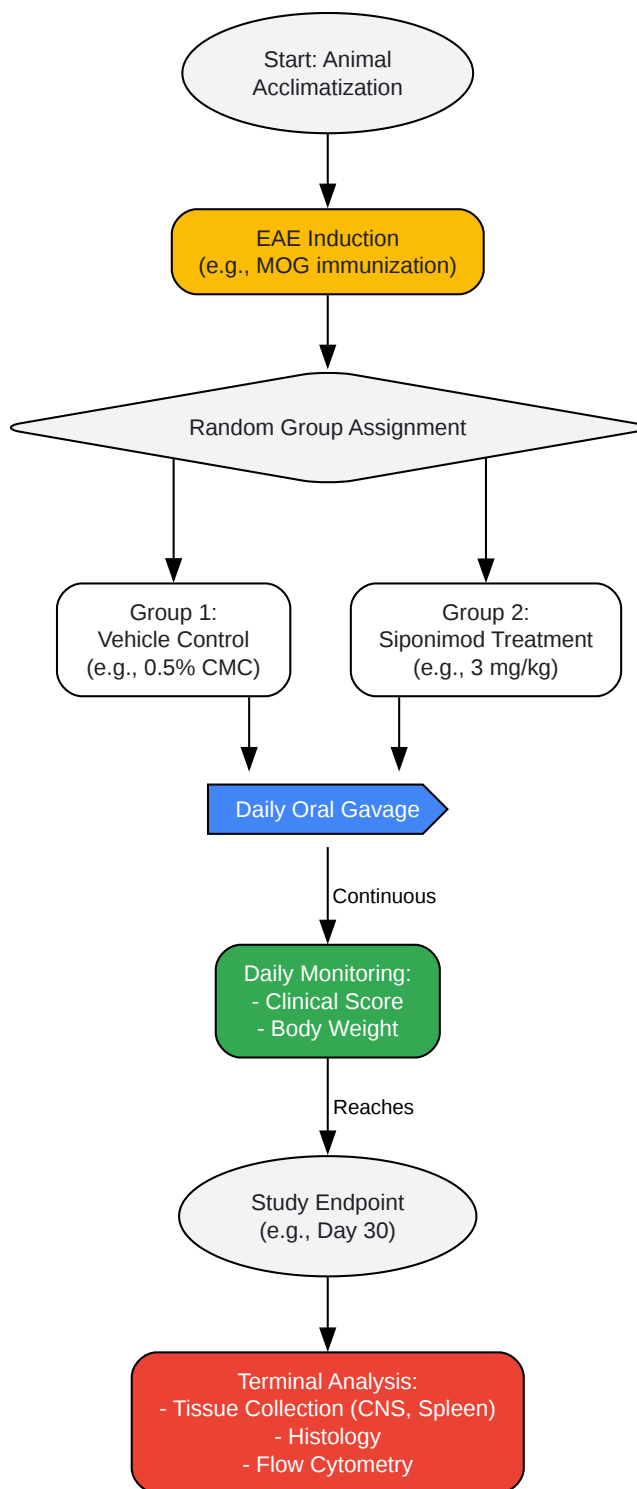 Start: Animal
Acclimatization
EAE Induction
(e.g., MOG immunization)
Random Group Assignment
Group 1:
Vehicle Control
(e.g., 0.5% CMC)
Group 2:
Siponimod Treatment
(e.g., 3 mg/kg)
Daily Oral Gavage
Continuous
Daily Monitoring:
- Clinical Score
- Body Weight
Reaches
Study Endpoint
(e.g., Day 30)
Terminal Analysis:
- Tissue Collection (CNS, Spleen)
- Histology
- Flow Cytometry